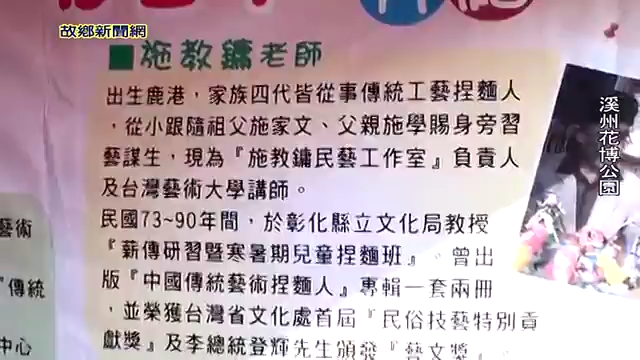 故鄉新聞網
■施教鏞老師
出生鹿港，家族四代皆從事傳統工藝捏麵人
，從小跟隨祖父施家文、父親施學賜身旁習
藝謀生，現為『施教鏞民藝工作室』負責人
及台灣藝術大學講師。
民國73~90年間，於彰化縣立文化局教授
『薪傳研習暨寒暑期兒童捏麵班』。曾出
版『中國傳統藝術捏麵人』專輯一套兩冊
，並榮獲台灣省文化處首屆『民俗技藝特別貢
獻獎』及李總統登輝先生頒發『藝文獎』
溪州花博公園
藝術
傳統
中心